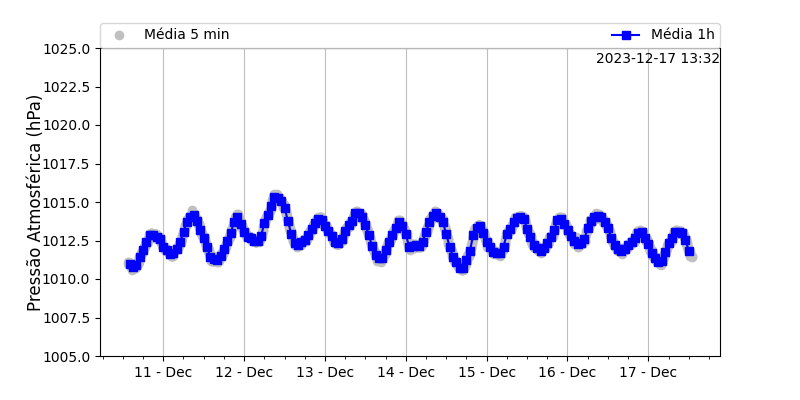 Média 5 min
Média 1h
2023-12-17 13:32
Pressão Atmosférica (hPa)
1025.0
1022.5
1020.0
1017.5
1015.0
1012.5
1010.0
1007.5
1005.0
11 - Dec
12 - Dec
13 - Dec
14 - Dec
15 - Dec
16 - Dec
17 - Dec